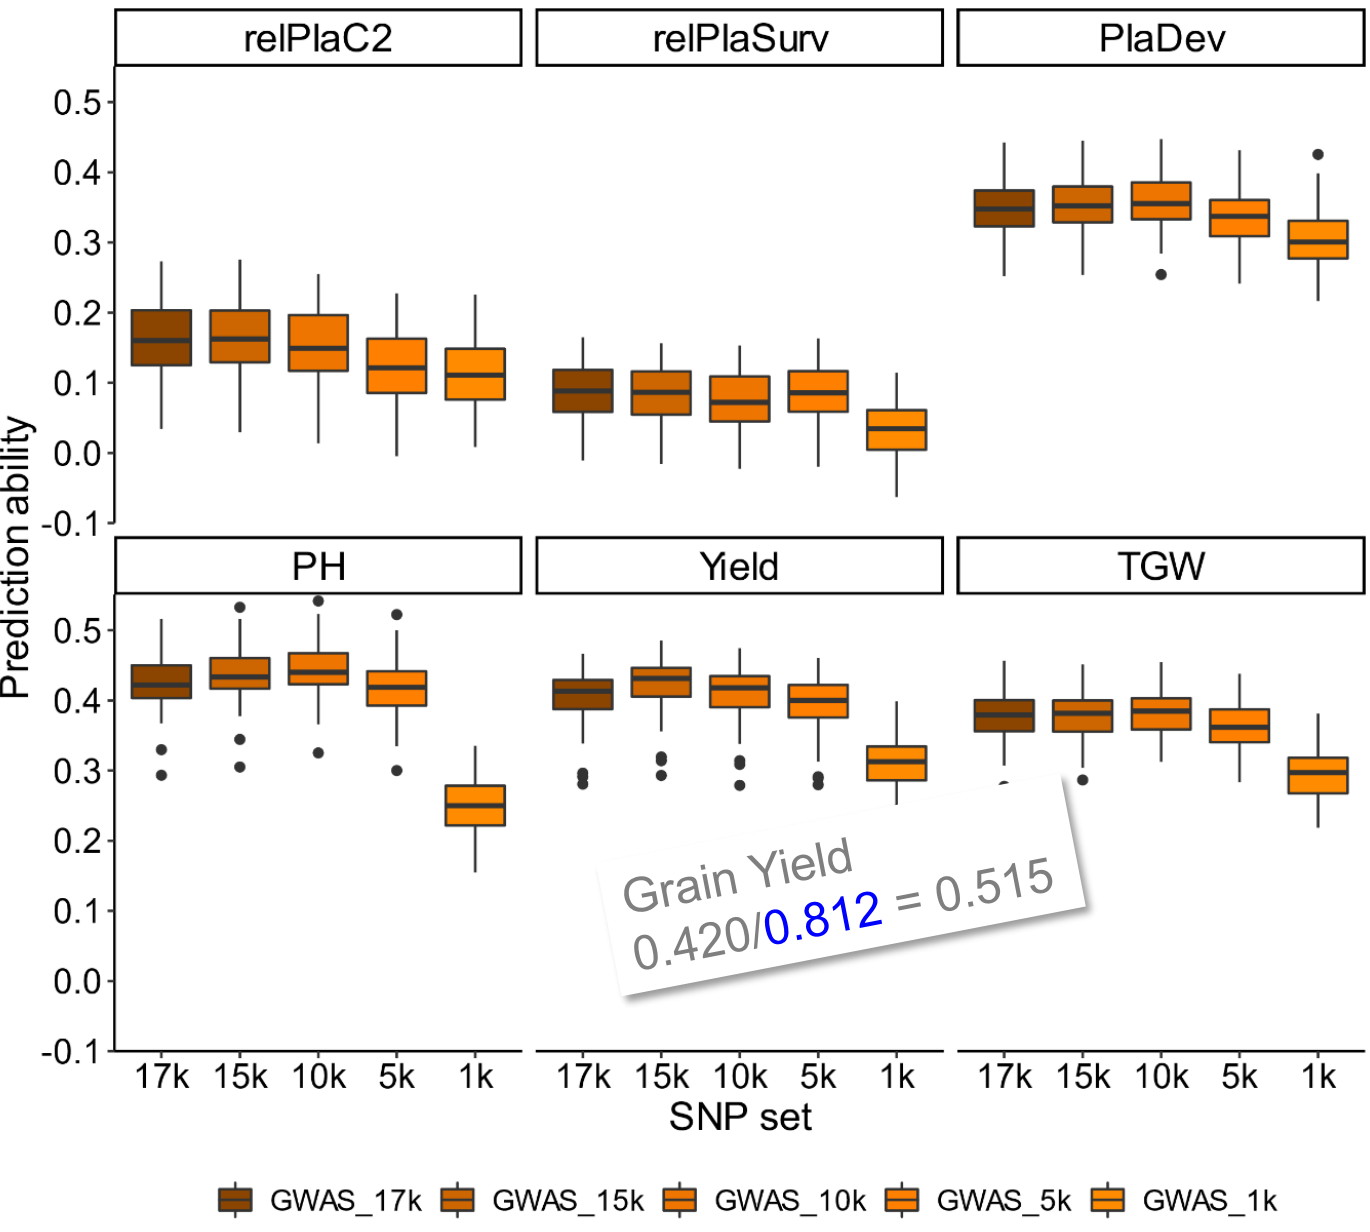 relPlaC2 relPlaSurv PlaDev
0.5
0.4
0.3
0.2
0.1
0.0
-0.1
Prediction ability
PH Yield TGW
0.5
0.4
0.3
0.2
0.1
0.0
-0.1
Grain Yield
0.420/0.812 = 0.515
17k 15k 10k 5k 1k 17k 15k 10k 5k 1k 17k 15k 10k 5k 1k
SNP set
GWAS_17k GWAS_15k GWAS_10k GWAS_5k GWAS_1k